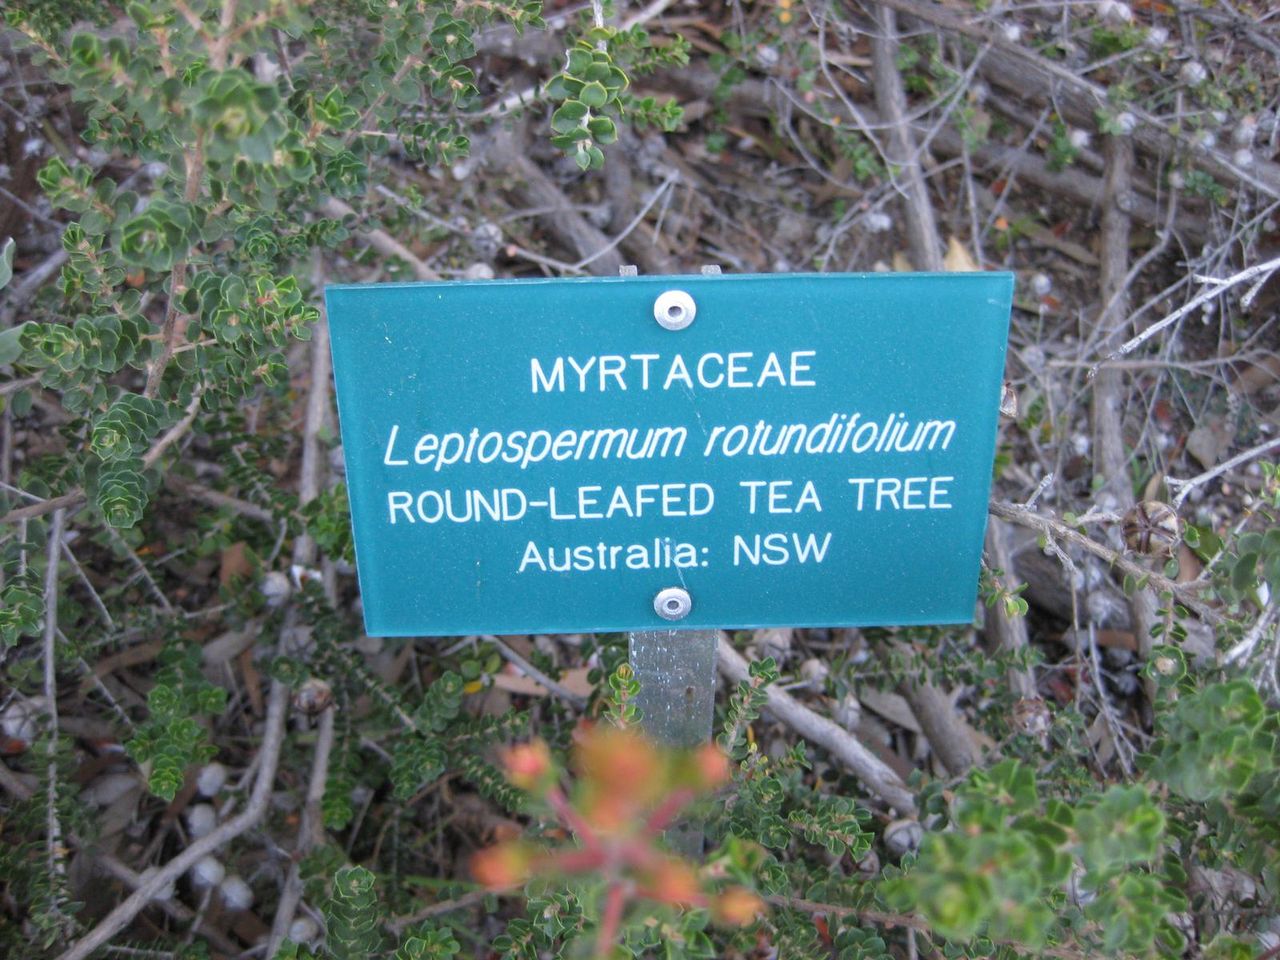 MYRTACEAE
Leptospermum rotundifolium
ROUND-LEAFED TEA TREE
Australia: NSW